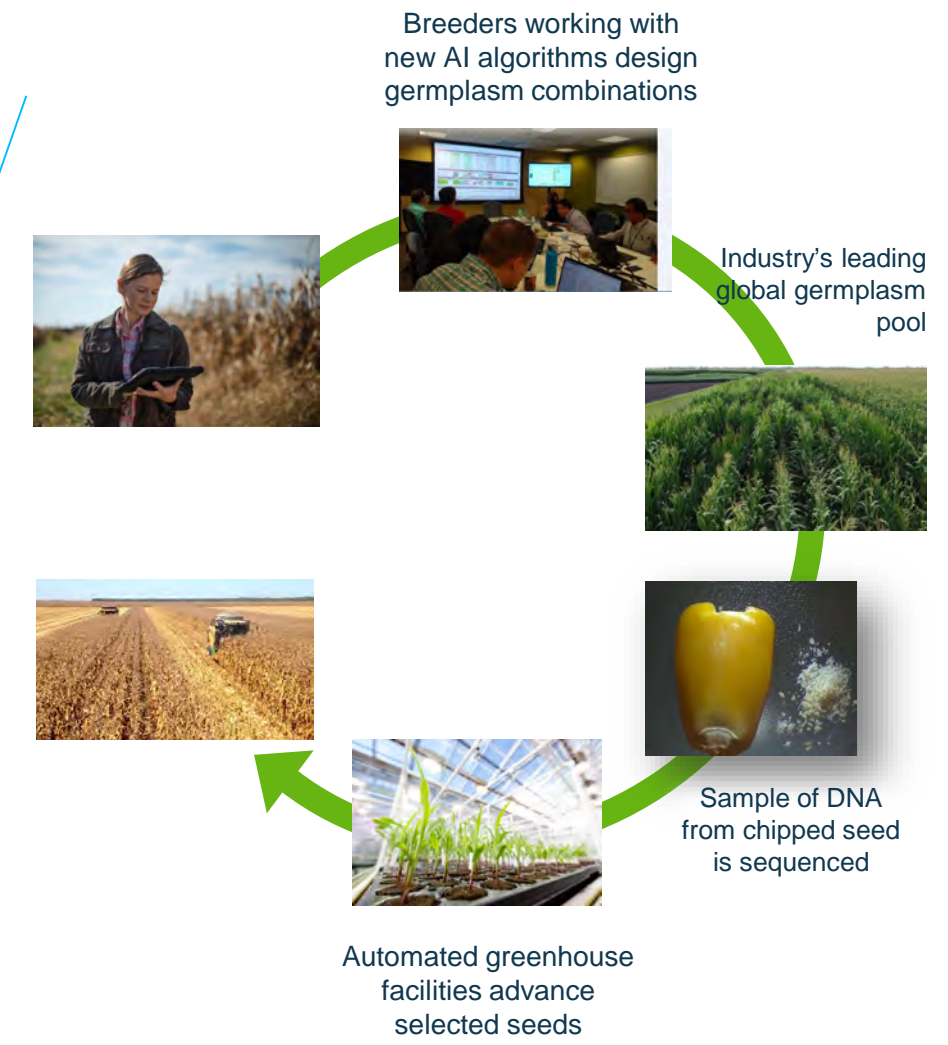 Breeders working with
new AI algorithms design
germplasm combinations
Industry's leading
global germplasm
pool
Sample of DNA
from chipped seed
is sequenced
Automated greenhouse
facilities advance
selected seeds